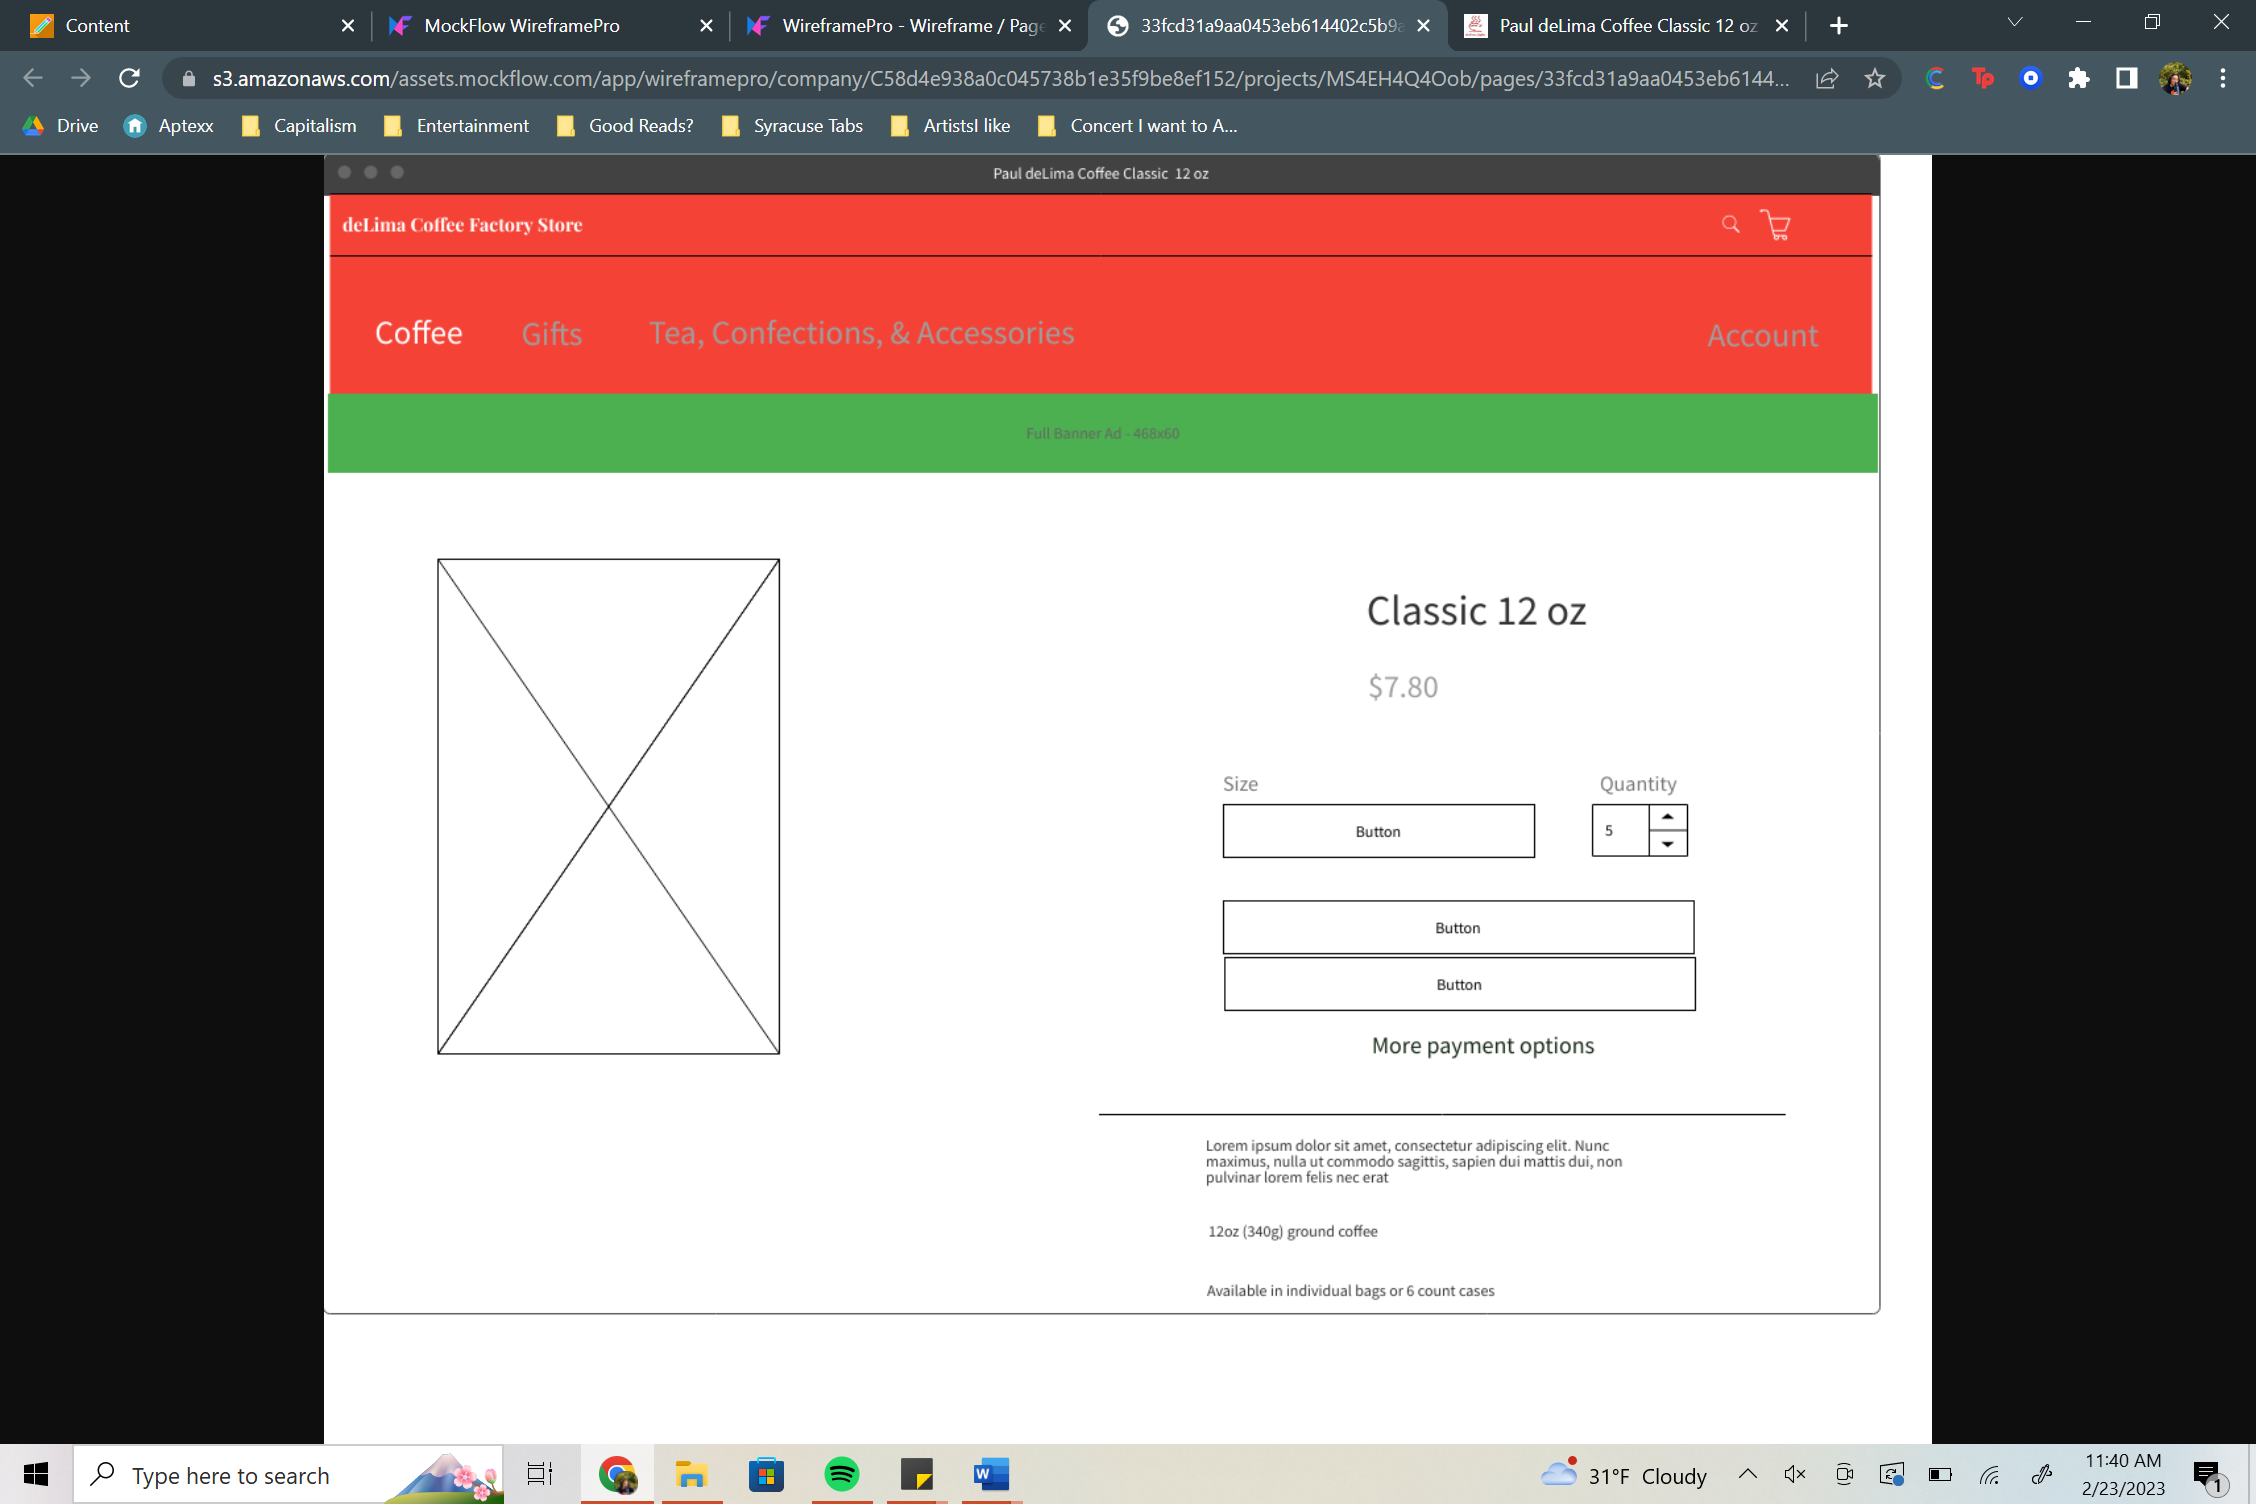 Content
MockFlow WireframePro
WireframePro - Wireframe / Page
33fcd31a9aa0453eb614402c5b9a
Paul deLima Coffee Classic 12 oz
s3.amazonaws.com/assets.mockflow.com/app/wireframepro/company/C58d4e938a0c045738b1e35f9be8ef152/projects/MS4EH4Q4Oob/pages/33fcd31a9aa0453eb6144...
Tp
Drive
Aptexx
Capitalism
Entertainment
Good Reads?
Syracuse Tabs
ArtistsI like
Concert I want to A...
Paul deLima Coffee Classic 12 oz
deLima Coffee Factory Store
Coffee
Gifts
Tea, Confections, & Accessories
Account
Full Banner Ad - 468x60
Classic 12 oz
$7.80
Size
Quantity
Button
5
Button
Button
More payment options
Lorem ipsum dolor sit amet, consectetur adipiscing elit. Nunc
maximus, nulla ut commodo sagittis, sapien dui mattis dui, non
pulvinar lorem felis nec erat
12oz (340g) ground coffee
Available in individual bags or 6 count cases
Type here to search
31°F Cloudy
11:40 AM
2/23/2023
1